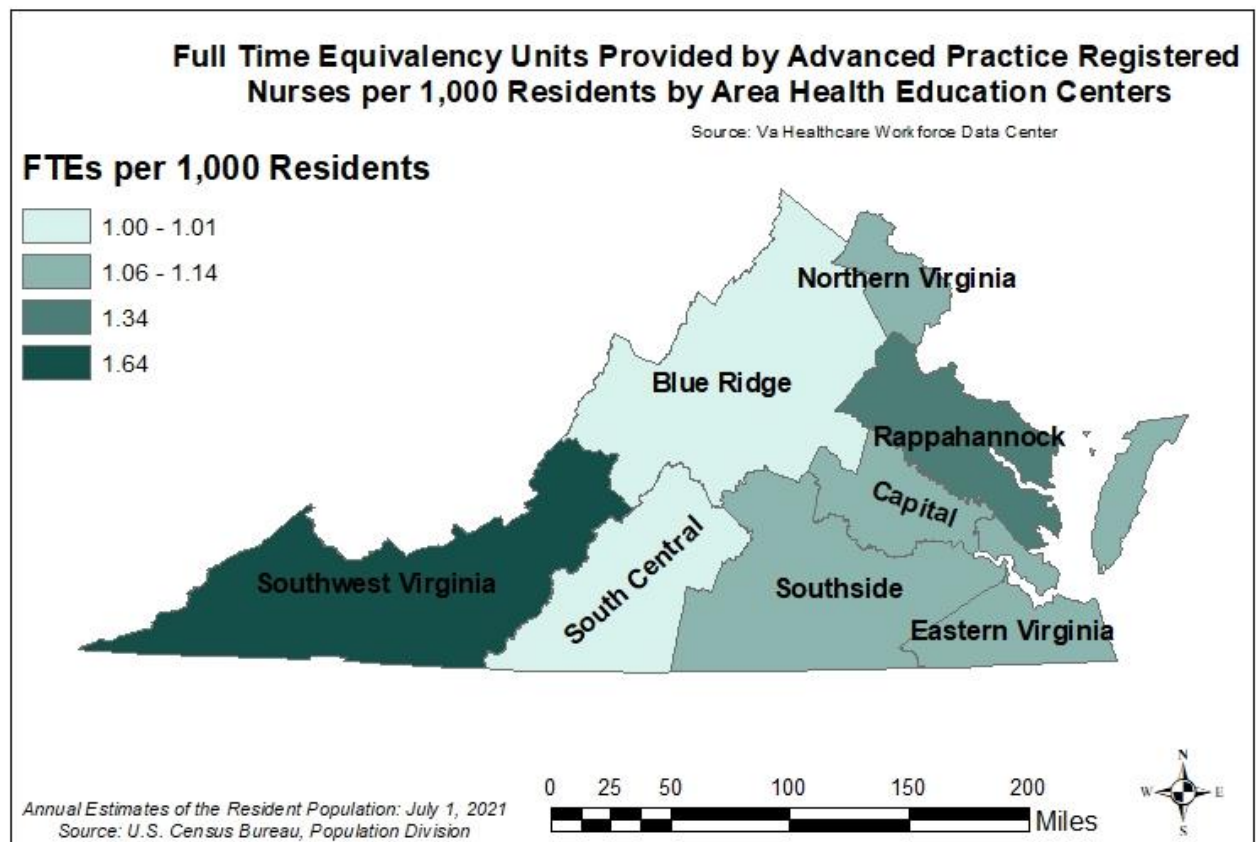 Full Time Equivalency Units Provided by Advanced Practice Registered
Nurses per 1,000 Residents by Area Health Education Centers
Source: Va Healthcare Workforce Data Center
FTEs per 1,000 Residents
1.00 - 1.01
1.06 - 1.14
1.34
1.64
Northern Virginia
Blue Ridge
Rappahannock
Capital
South Central
Southwest Virginia
Southside
Eastern Virginia
Annual Estimates of the Resident Population: July 1, 2021
Source: U.S. Census Bureau, Population Division
0 25 50 100 150 200
Miles
N
W E
S